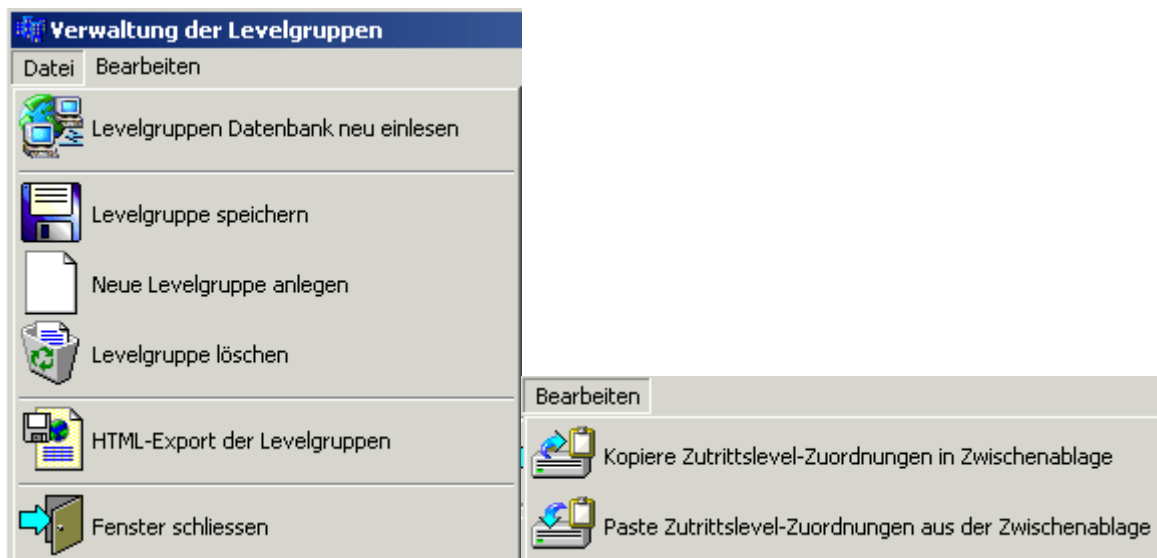 Verwaltung der Levelgruppen
Datei Bearbeiten
Levelgruppen Datenbank neu einlesen
Levelgruppe speichern
Neue Levelgruppe anlegen
Levelgruppe löschen
HTML-Export der Levelgruppen
Fenster schliessen
Bearbeiten
Kopiere Zutrittslevel-Zuordnungen in Zwischenablage
Paste Zutrittslevel-Zuordnungen aus der Zwischenablage